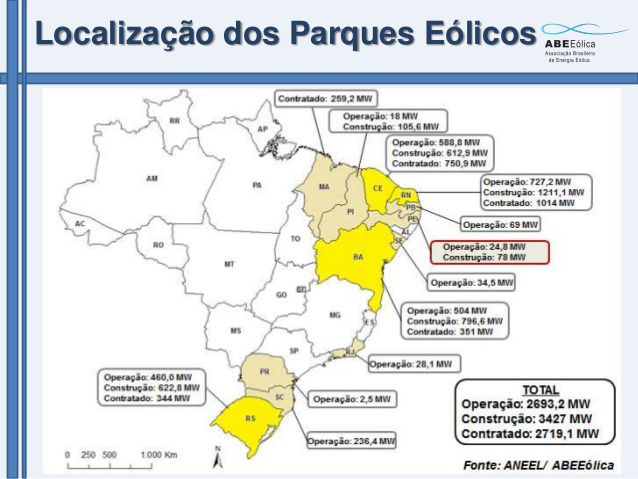 Localização dos Parques Eólicos
ABEEólica
Associação Brasileira
de Energia Eólica
Contratado: 259,2 MW
Operação: 18 MW
Construção: 105,6 MW
Operação: 588,8 MW
Construção: 612,9 MW
Contratado: 750,9 MW
Operação: 727,2 MW
Construção: 1211,1 MW
Contratado: 1014 MW
Operação: 69 MW
Operação: 24,8 MW
Construção: 78 MW
Operação: 34,5 MW
Operação: 504 MW
Construção: 796,6 MW
Contratado: 351 MW
Operação: 28,1 MW
Operação: 460,0 MW
Construção: 622,8 MW
Contratado: 344 MW
Operação: 2,5 MW
Operação: 236,4 MW
RR
AP
AM
PA
MA
CE
RN
PB
PI
PE
AL
SE
AC
RO
TO
BA
MT
GO
DF
MG
ES
MS
SP
RJ
PR
SC
RS
TOTAL
Operação: 2693,2 MW
Construção: 3427 MW
Contratado: 2719,1 MW
0 250 500 1.000 Km
N
Fonte: ANEEL/ ABEEólica